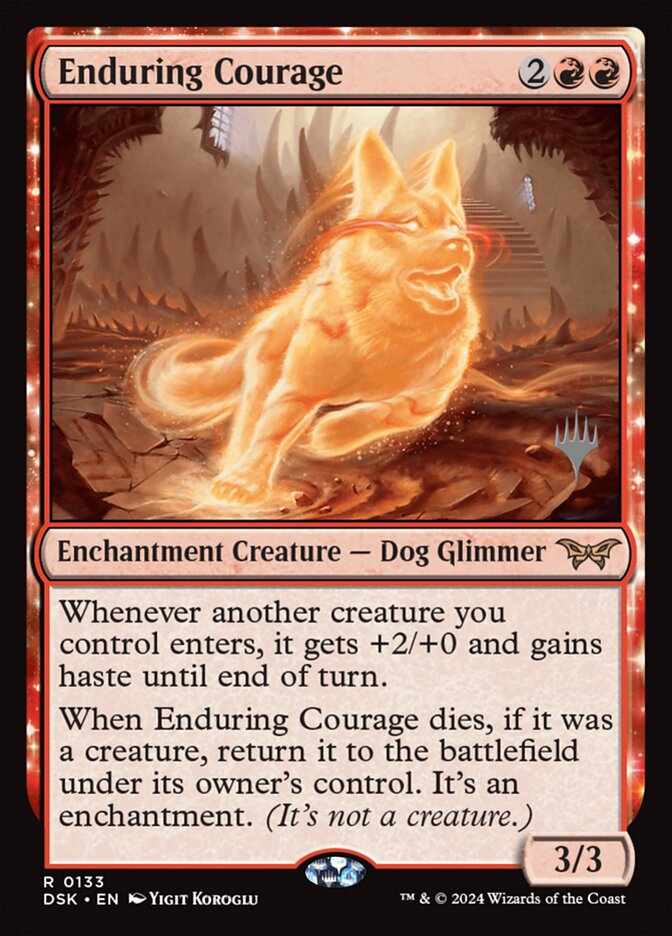 Enduring Courage 2
Enchantment Creature — Dog Glimmer
Whenever another creature you
control enters, it gets +2/+0 and gains
haste until end of turn.
When Enduring Courage dies, if it was
a creature, return it to the battlefield
under its owner's control. It's an
enchantment. (It's not a creature.)
3/3
R 0133
DSK • EN YIGIT KOROGLU
™ & © 2024 Wizards of the Coast